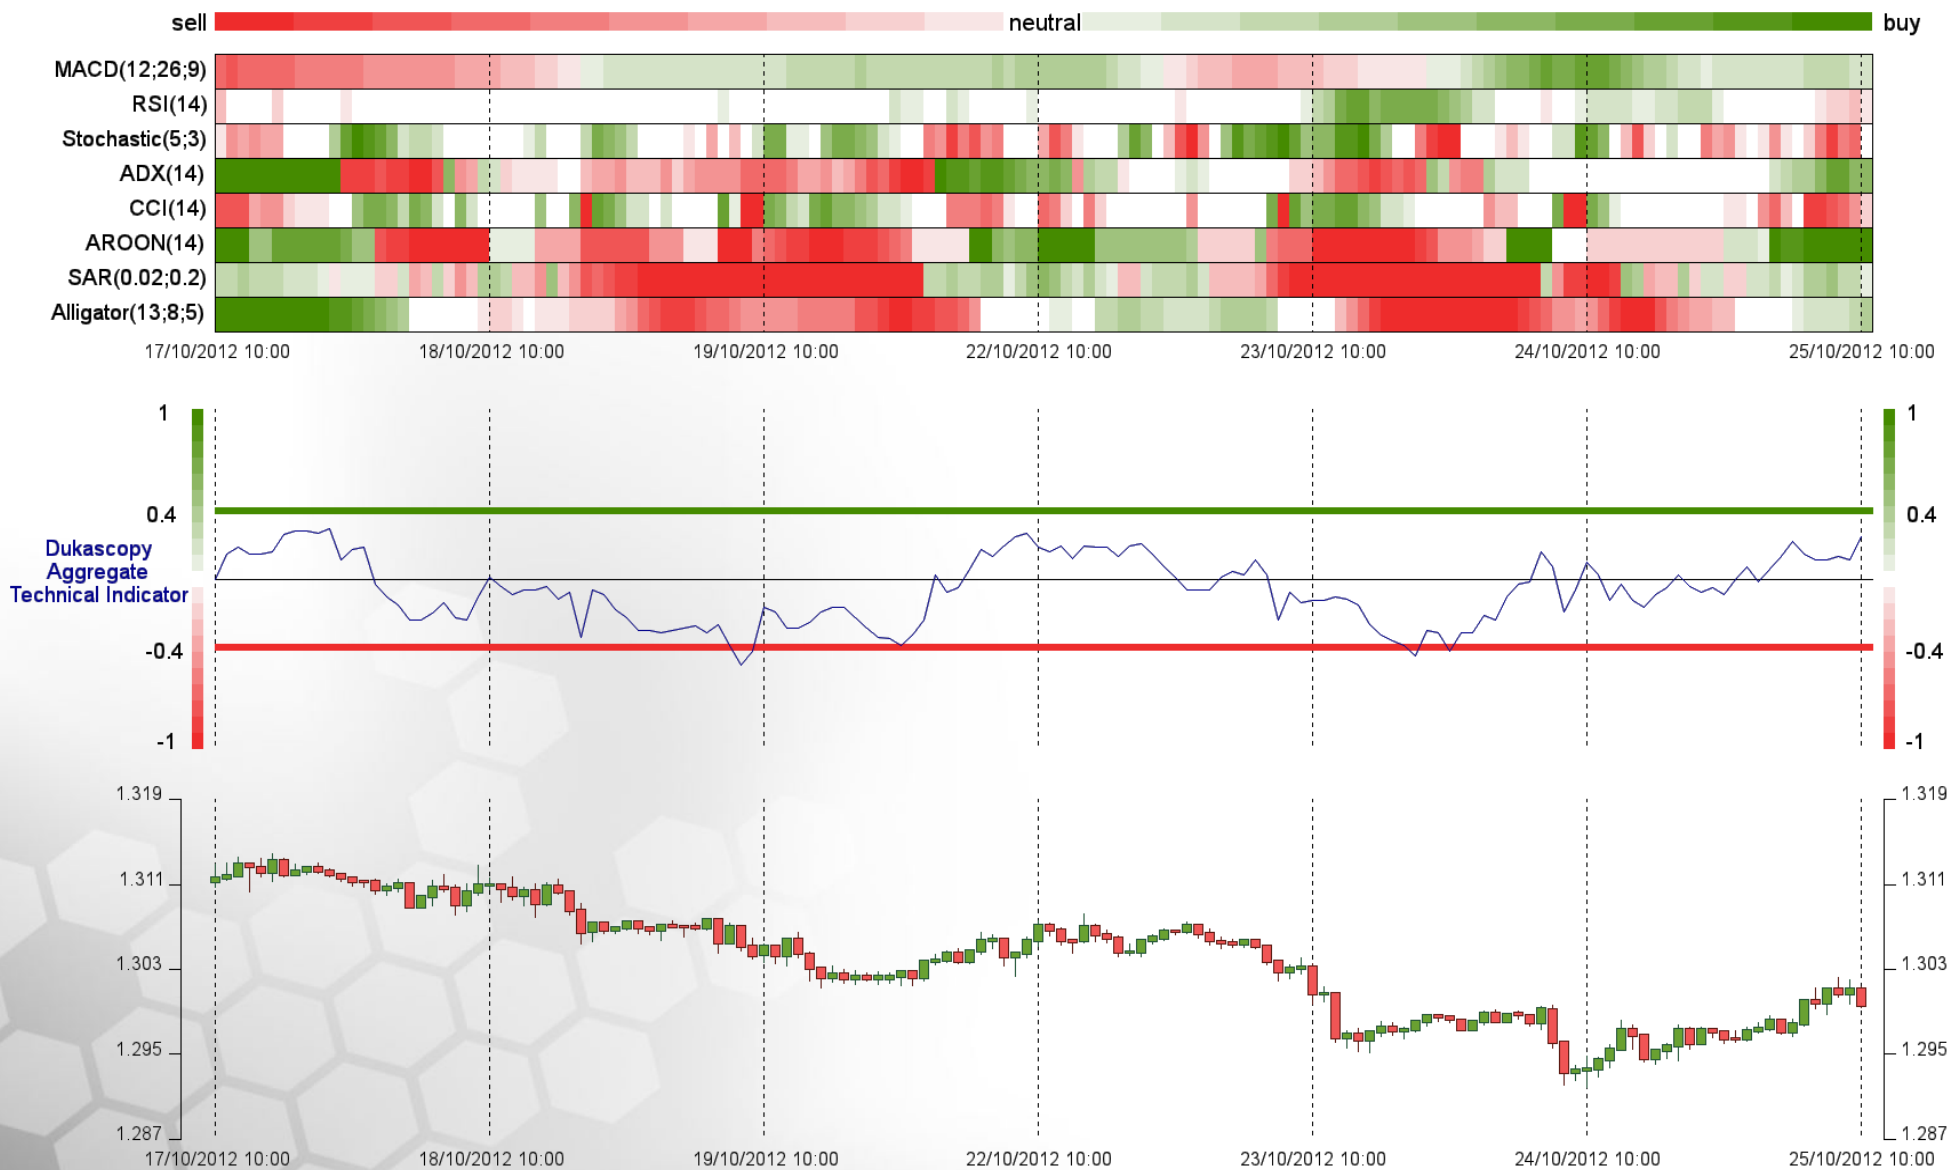 sell neutral buy
MACD(12;26;9)
RSI(14)
Stochastic(5;3)
ADX(14)
CCI(14)
AROON(14)
SAR(0.02;0.2)
Alligator(13;8;5)
17/10/2012 10:00 18/10/2012 10:00 19/10/2012 10:00 22/10/2012 10:00 23/10/2012 10:00 24/10/2012 10:00 25/10/2012 10:00
1 1
0.4 0.4
Dukascopy
Aggregate
Technical Indicator
-0.4 -0.4
-1 -1
1.319 1.319
1.311 1.311
1.303 1.303
1.295 1.295
1.287 1.287
17/10/2012 10:00 18/10/2012 10:00 19/10/2012 10:00 22/10/2012 10:00 23/10/2012 10:00 24/10/2012 10:00 25/10/2012 10:00